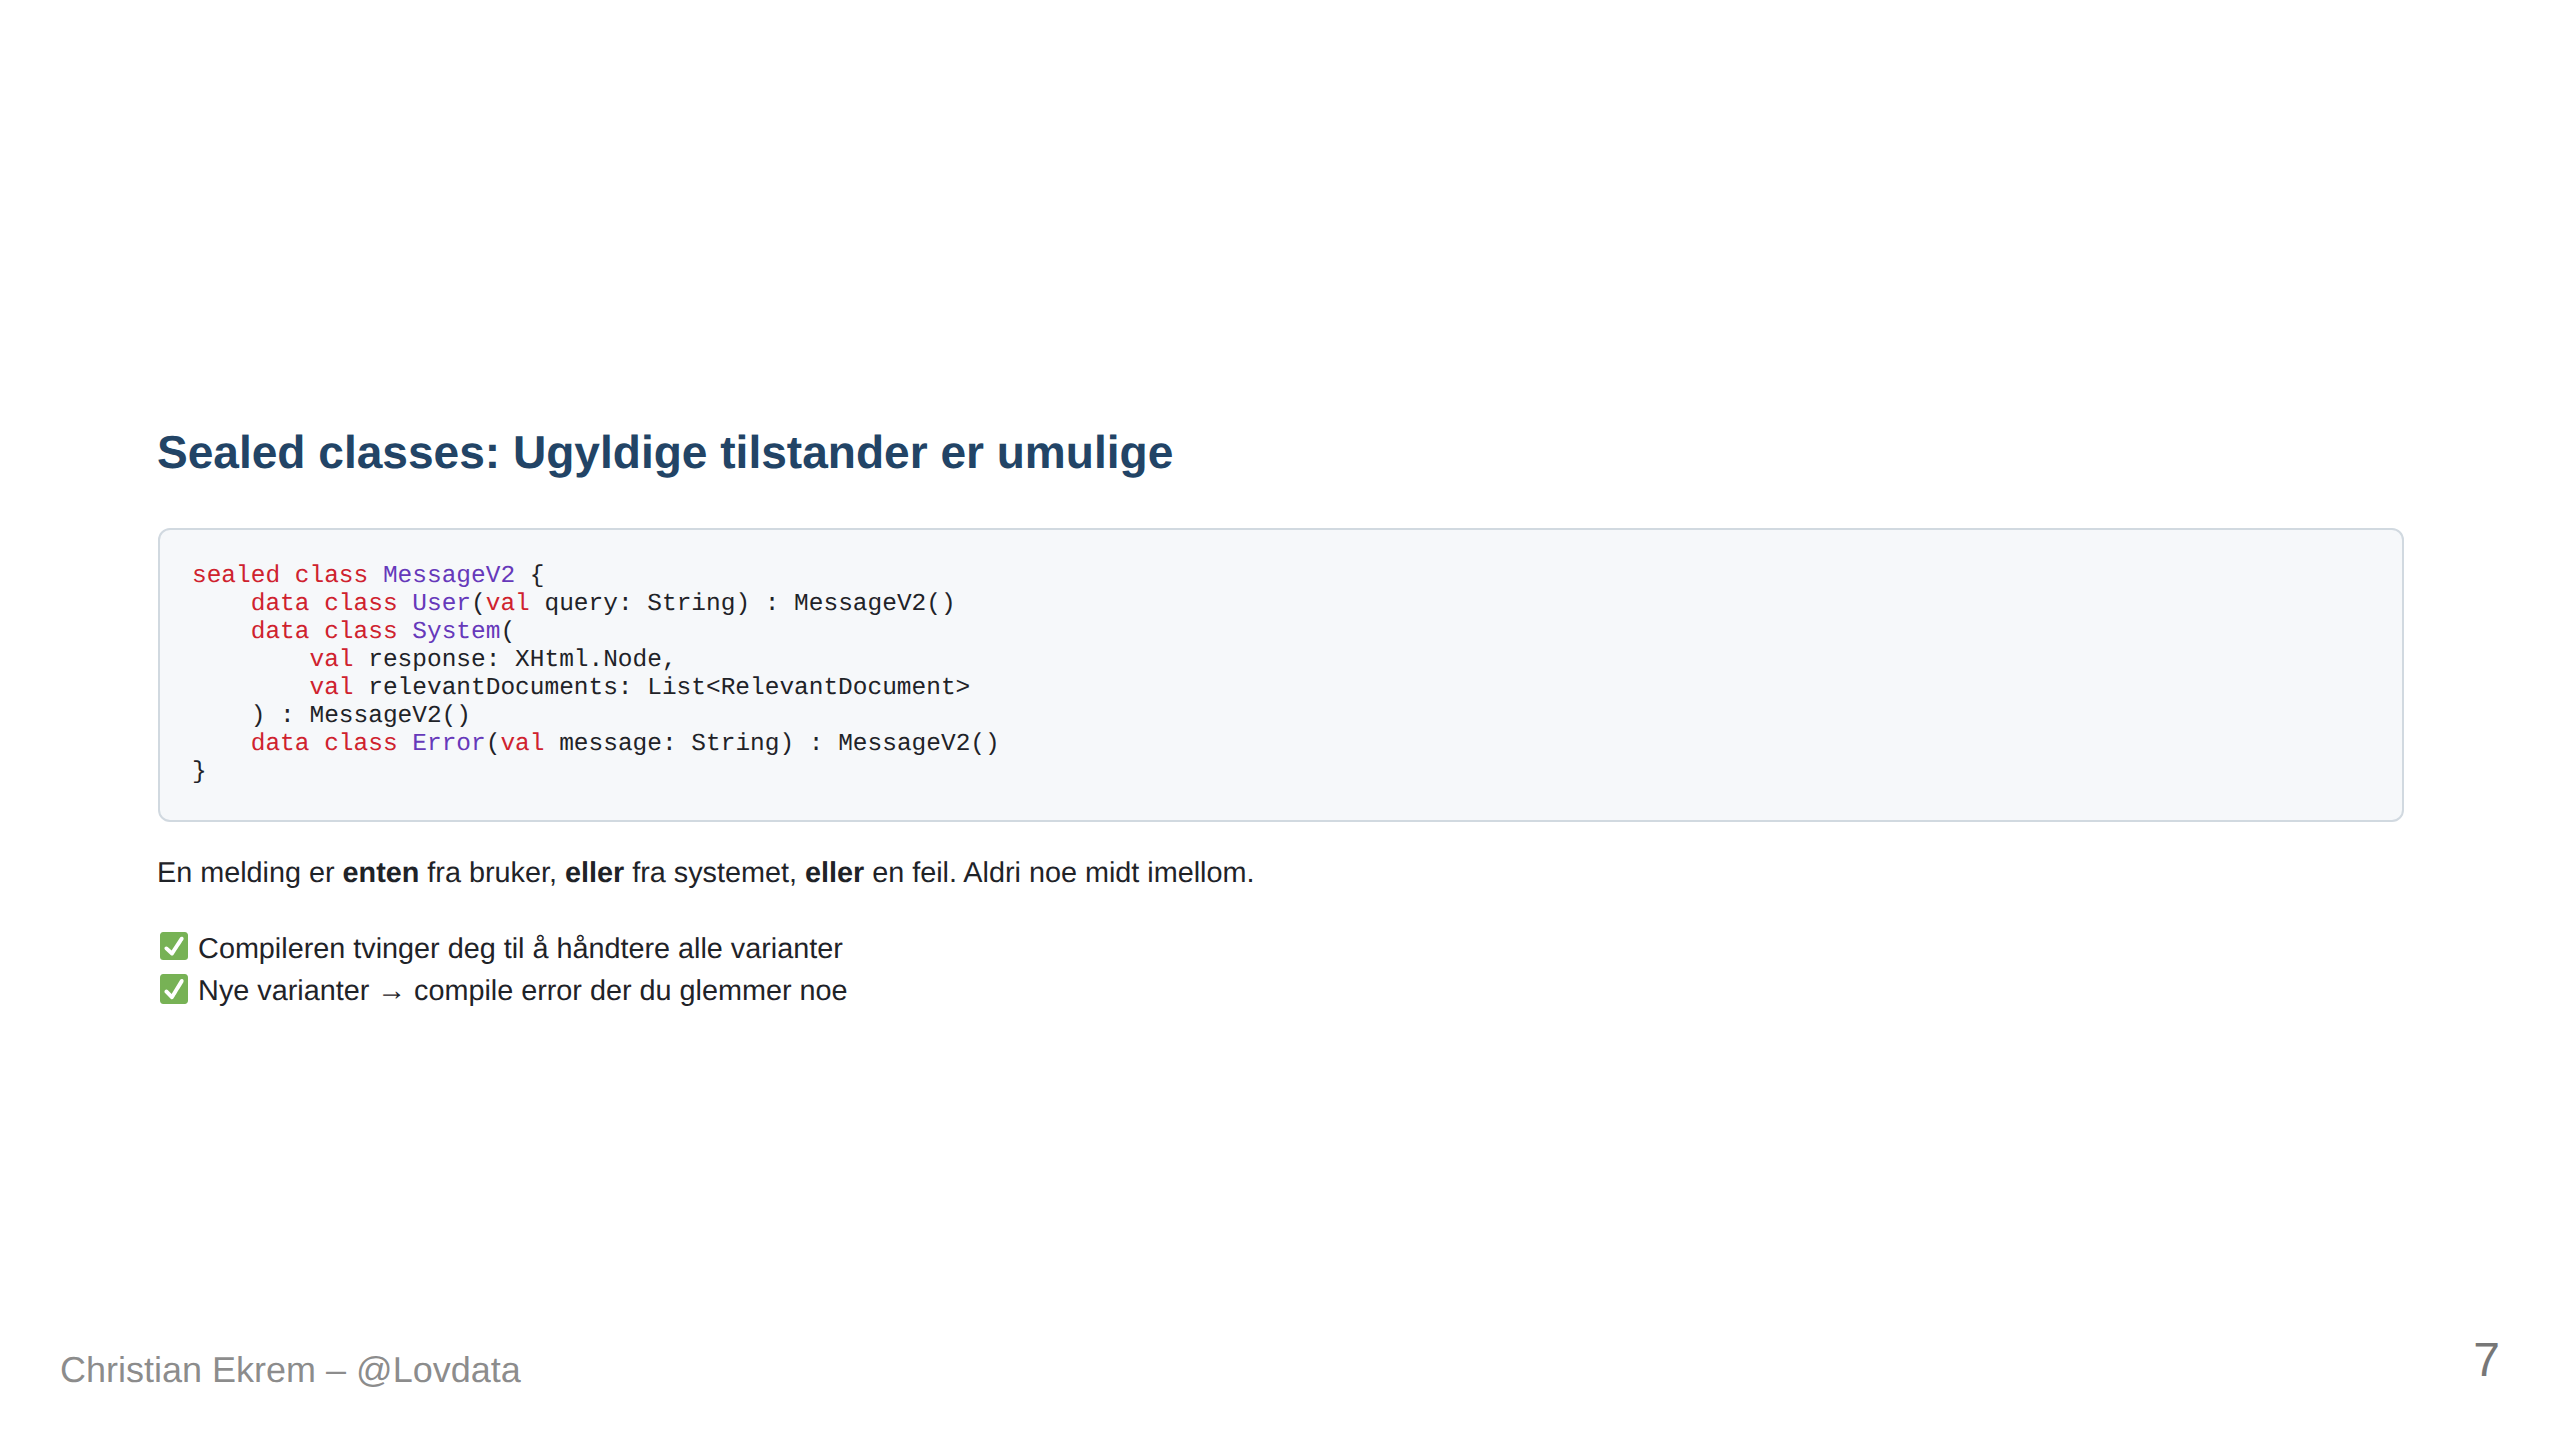 Sealed classes: Ugyldige tilstander er umulige
sealed class MessageV2 {
    data class User(val query: String) : MessageV2()
    data class System(
        val response: XHtml.Node,
        val relevantDocuments: List<RelevantDocument>
    ) : MessageV2()
    data class Error(val message: String) : MessageV2()
}
En melding er enten fra bruker, eller fra systemet, eller en feil. Aldri noe midt imellom.
✅ Compileren tvinger deg til å håndtere alle varianter
✅ Nye varianter → compile error der du glemmer noe
Christian Ekrem – @Lovdata
7